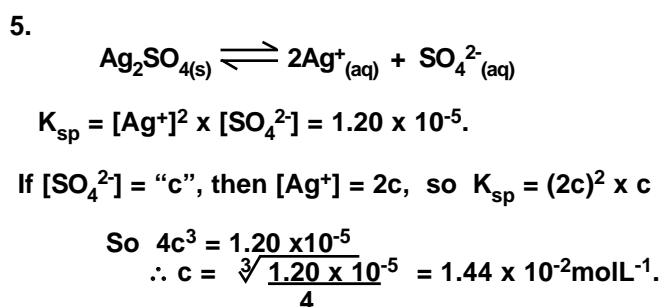 5.
Ag₂SO₄(s) ⇌ 2Ag⁺(aq) + SO₄²⁻(aq)
Kₛₚ = [Ag⁺]² x [SO₄²⁻] = 1.20 x 10⁻⁵.
If [SO₄²⁻] = “c”, then [Ag⁺] = 2c, so Kₛₚ = (2c)² x c
So 4c³ = 1.20 x10⁻⁵
∴ c = ∛1.20 x 10⁻⁵ = 1.44 x 10⁻²molL⁻¹.
4